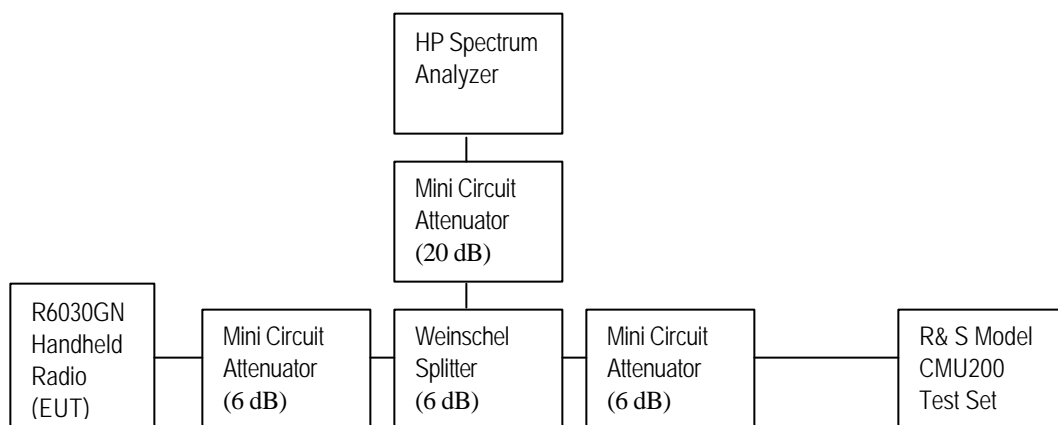 HP Spectrum
Analyzer
Mini Circuit
Attenuator
(20 dB)
R6030GN
Handheld
Radio
(EUT)
Mini Circuit
Attenuator
(6 dB)
Weinschel
Splitter
(6 dB)
Mini Circuit
Attenuator
(6 dB)
R& S Model
CMU200
Test Set